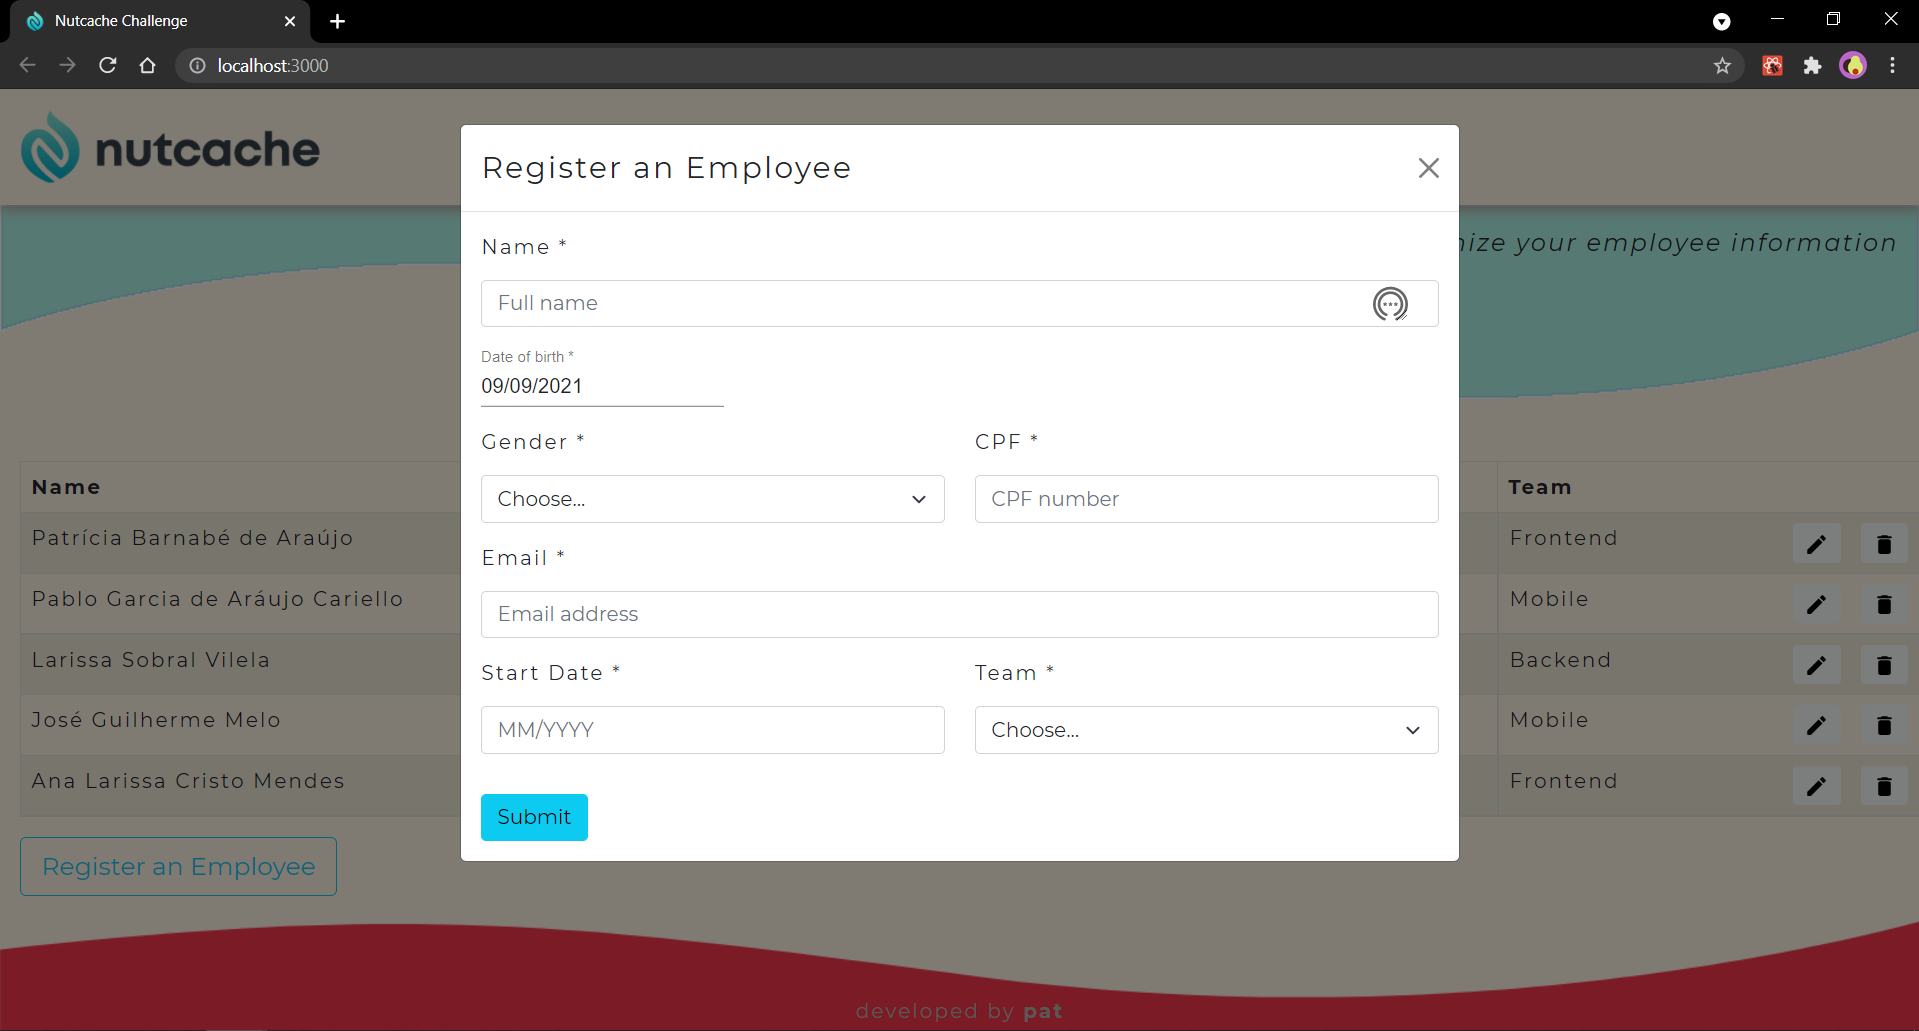 Nutcache Challenge
localhost:3000
nutcache
Register an Employee
nize your employee information
Name *
Full name
Date of birth *
09/09/2021
Gender * CPF *
Choose... CPF number
Email *
Email address
Start Date * Team *
MM/YYYY Choose...
Submit
Name Team
Patrícia Barnabé de Araújo Frontend
Pablo Garcia de Aráujo Cariello Mobile
Larissa Sobral Vilela Backend
José Guilherme Melo Mobile
Ana Larissa Cristo Mendes Frontend
Register an Employee
developed by pat